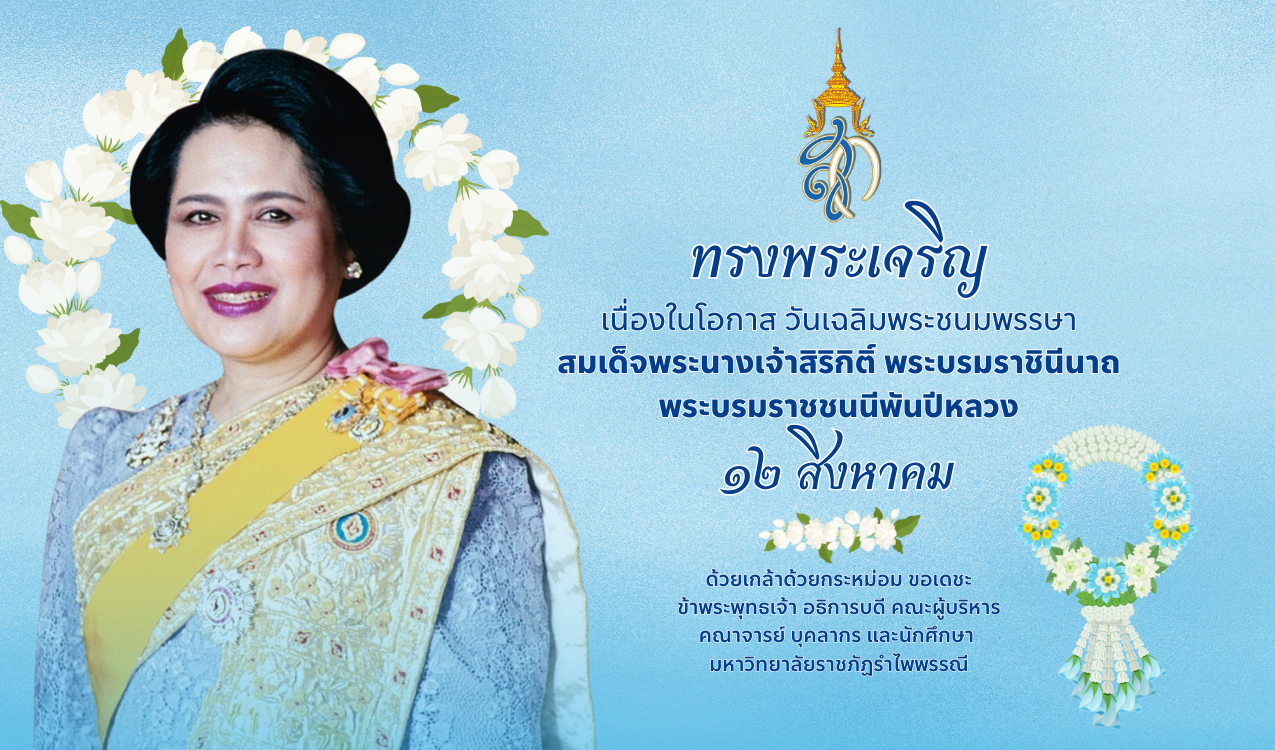 ทรงพระเจริญ
เนื่องในโอกาส วันเฉลิมพระชนมพรรษา
สมเด็จพระนางเจ้าสิริกิติ์ พระบรมราชินีนาถ
พระบรมราชชนนีพันปีหลวง
๑๒ สิงหาคม
ด้วยเกล้าด้วยกระหม่อม ขอเดชะ
ข้าพระพุทธเจ้า อธิการบดี คณะผู้บริหาร
คณาจารย์ บุคลากร และนักศึกษา
มหาวิทยาลัยราชภัฏรำไพพรรณี